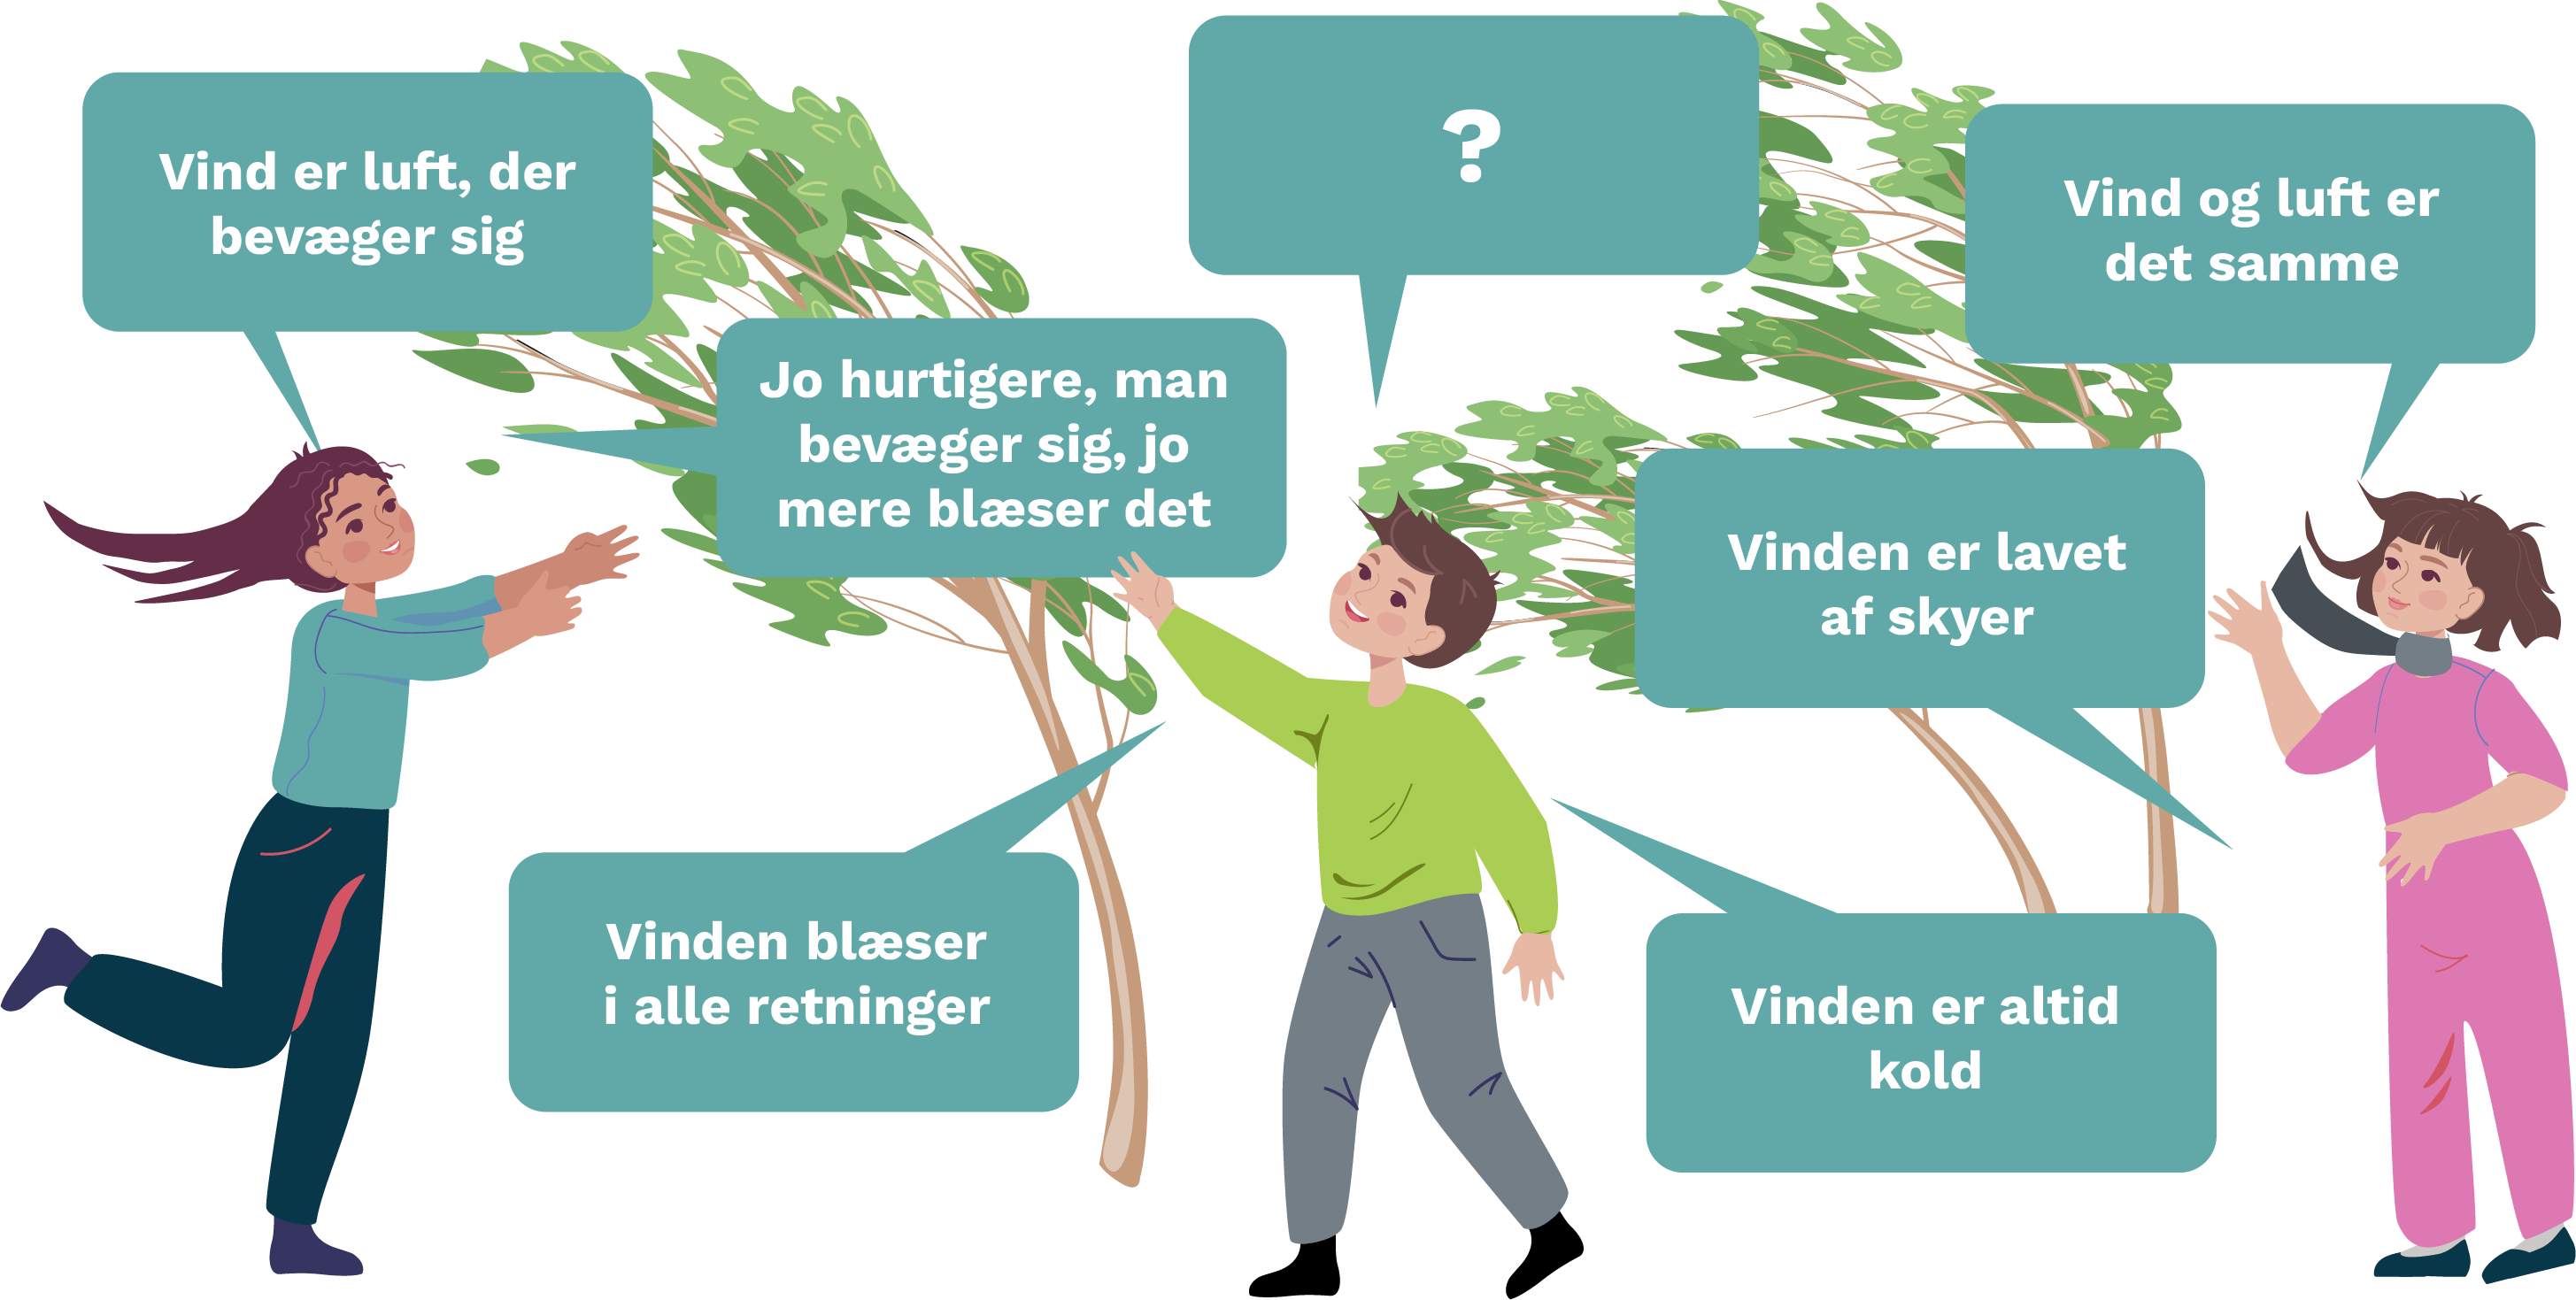 Vind er luft, der
bevæger sig
Jo hurtigere, man
bevæger sig, jo
mere blæser det
?
Vind og luft er
det samme
Vinden er lavet
af skyer
Vinden blæser
i alle retninger
Vinden er altid
kold